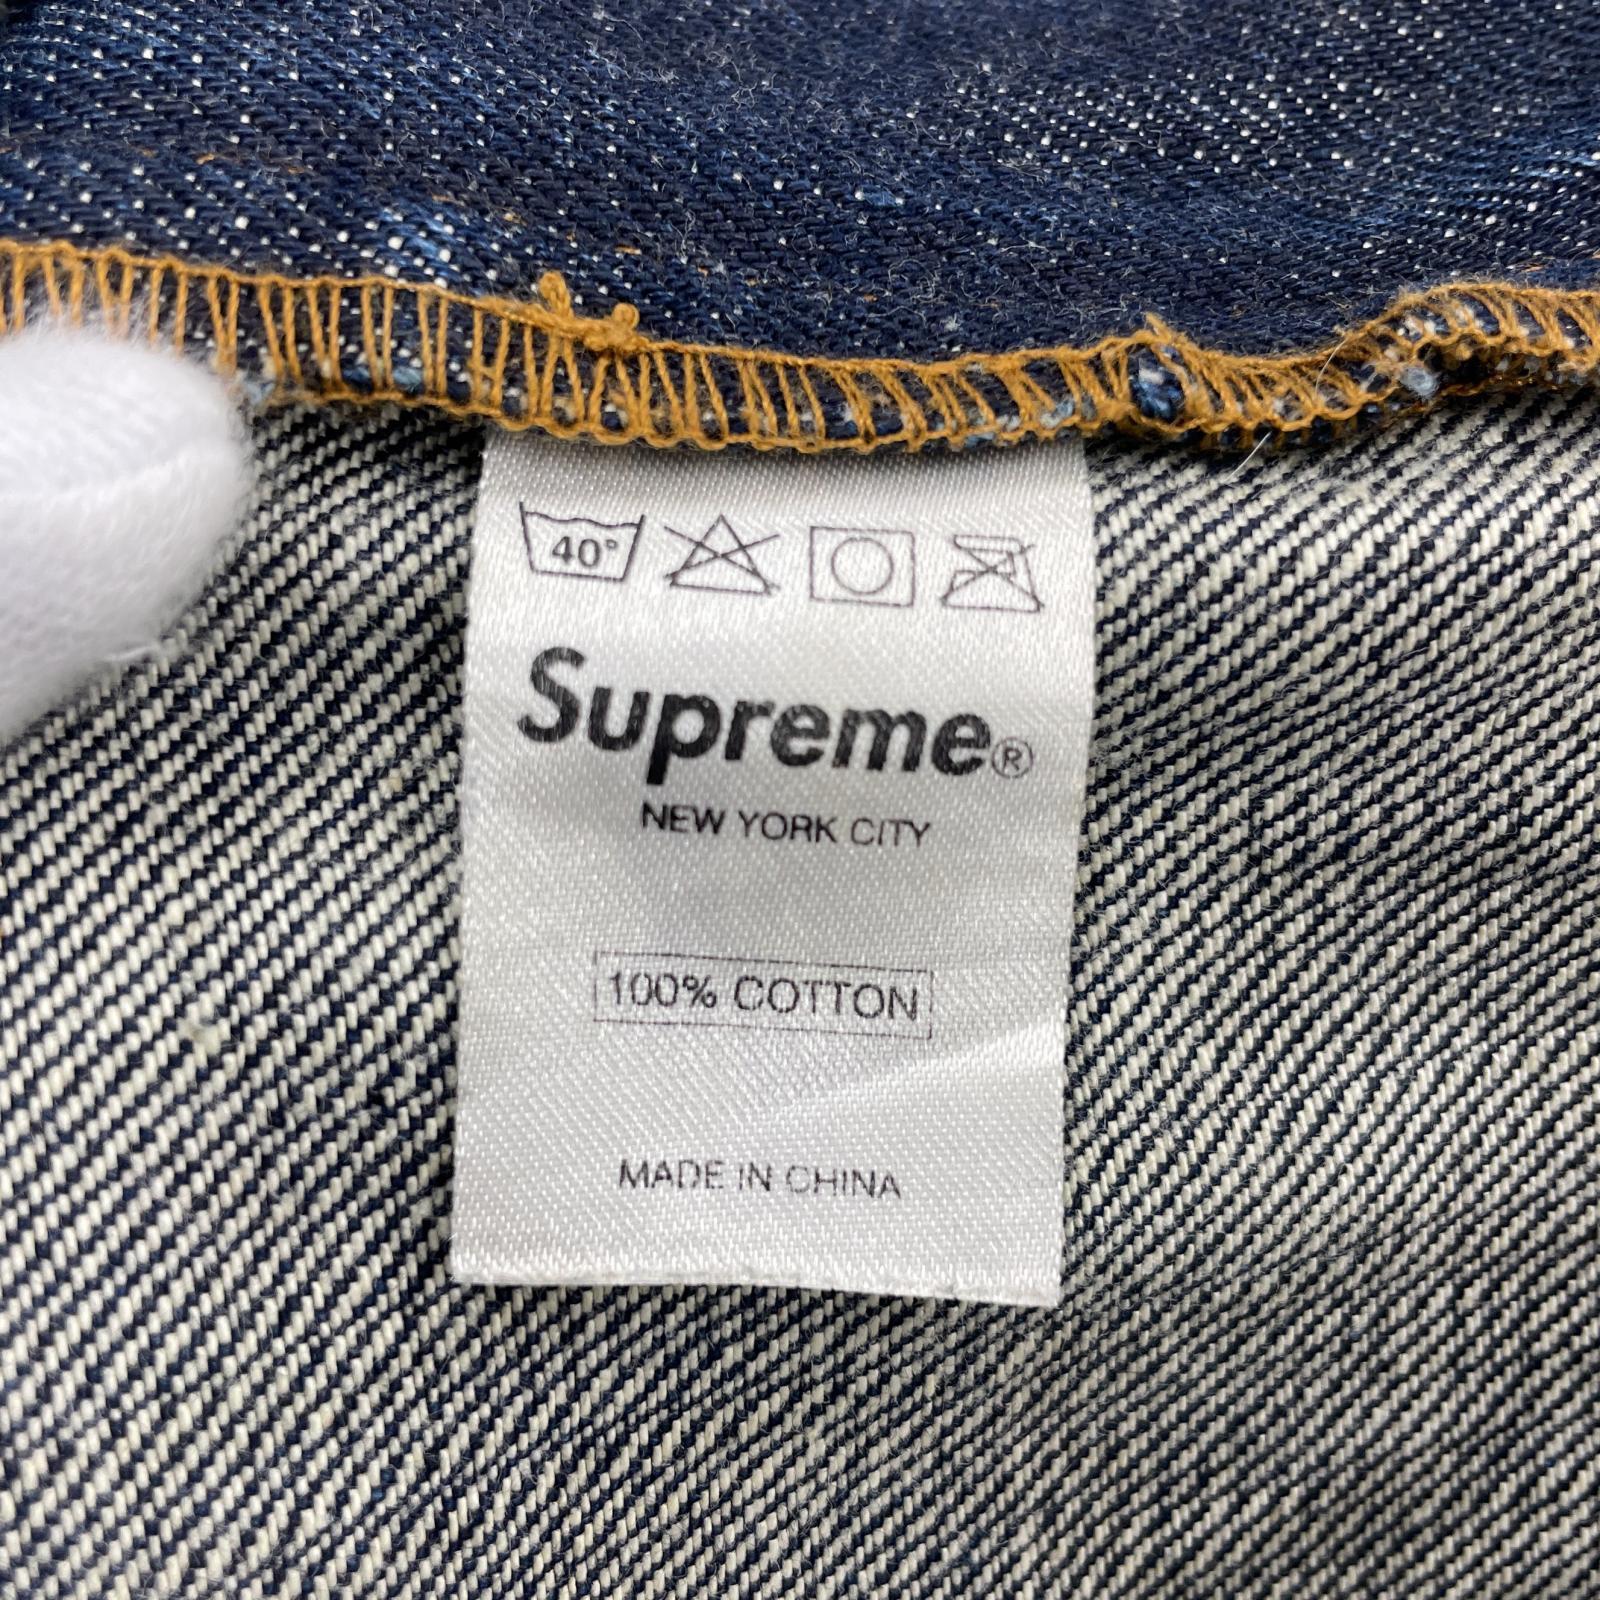 40°
Supreme®
NEW YORK CITY
100% COTTON
MADE IN CHINA